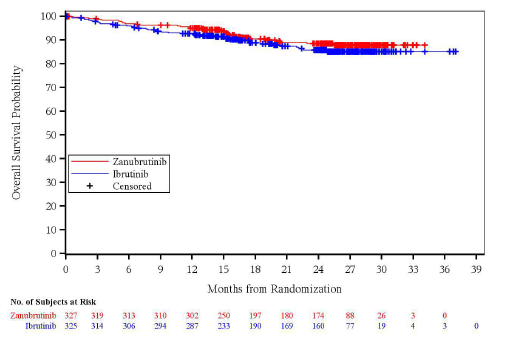 Overall Survival Probability
100
90
80
70
60
50
40
30
20
10
0
Zanubrutinib
Ibrutinib
+ Censored
0 3 6 9 12 15 18 21 24 27 30 33 36 39
Months from Randomization
No. of Subjects at Risk
Zanubrutinib 327 319 313 310 302 250 197 180 174 88 26 3 0
Ibrutinib 325 314 306 294 287 233 190 169 160 77 19 4 3 0